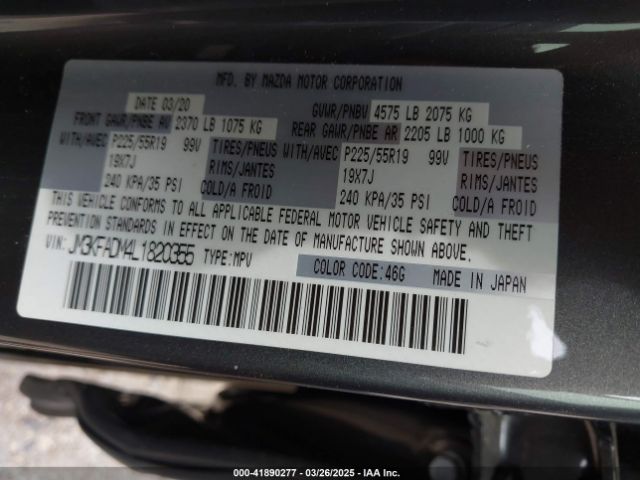 MFD. BY MAZDA MOTOR CORPORATION
DATE 03/20 GVWR/PNBV 4575 LB 2075 KG
FRONT GAWR/PNBE AV 2370 LB 1075 KG REAR GAWR/PNBE AR 2205 LB 1000 KG
WITH/AVEC P225/55R19 99V TIRES/PNEUS WITH/AVEC P225/55R19 99V TIRES/PNEUS
19X7J RIMS/JANTES 19X7J RIMS/JANTES
240 KPA/35 PSI COLD/A FROID 240 KPA/35 PSI COLD/A FROID
THIS VEHICLE CONFORMS TO ALL APPLICABLE FEDERAL MOTOR VEHICLE SAFETY AND THEFT
PREVENTION STANDARDS IN EFFECT ON THE DATE OF MANUFACTURE SHOWN ABOVE.
VIN: JM3KFADM4L1820355 TYPE: MPV COLOR CODE:46G MADE IN JAPAN
000-41890277 - 03/26/2025 - IAA Inc.